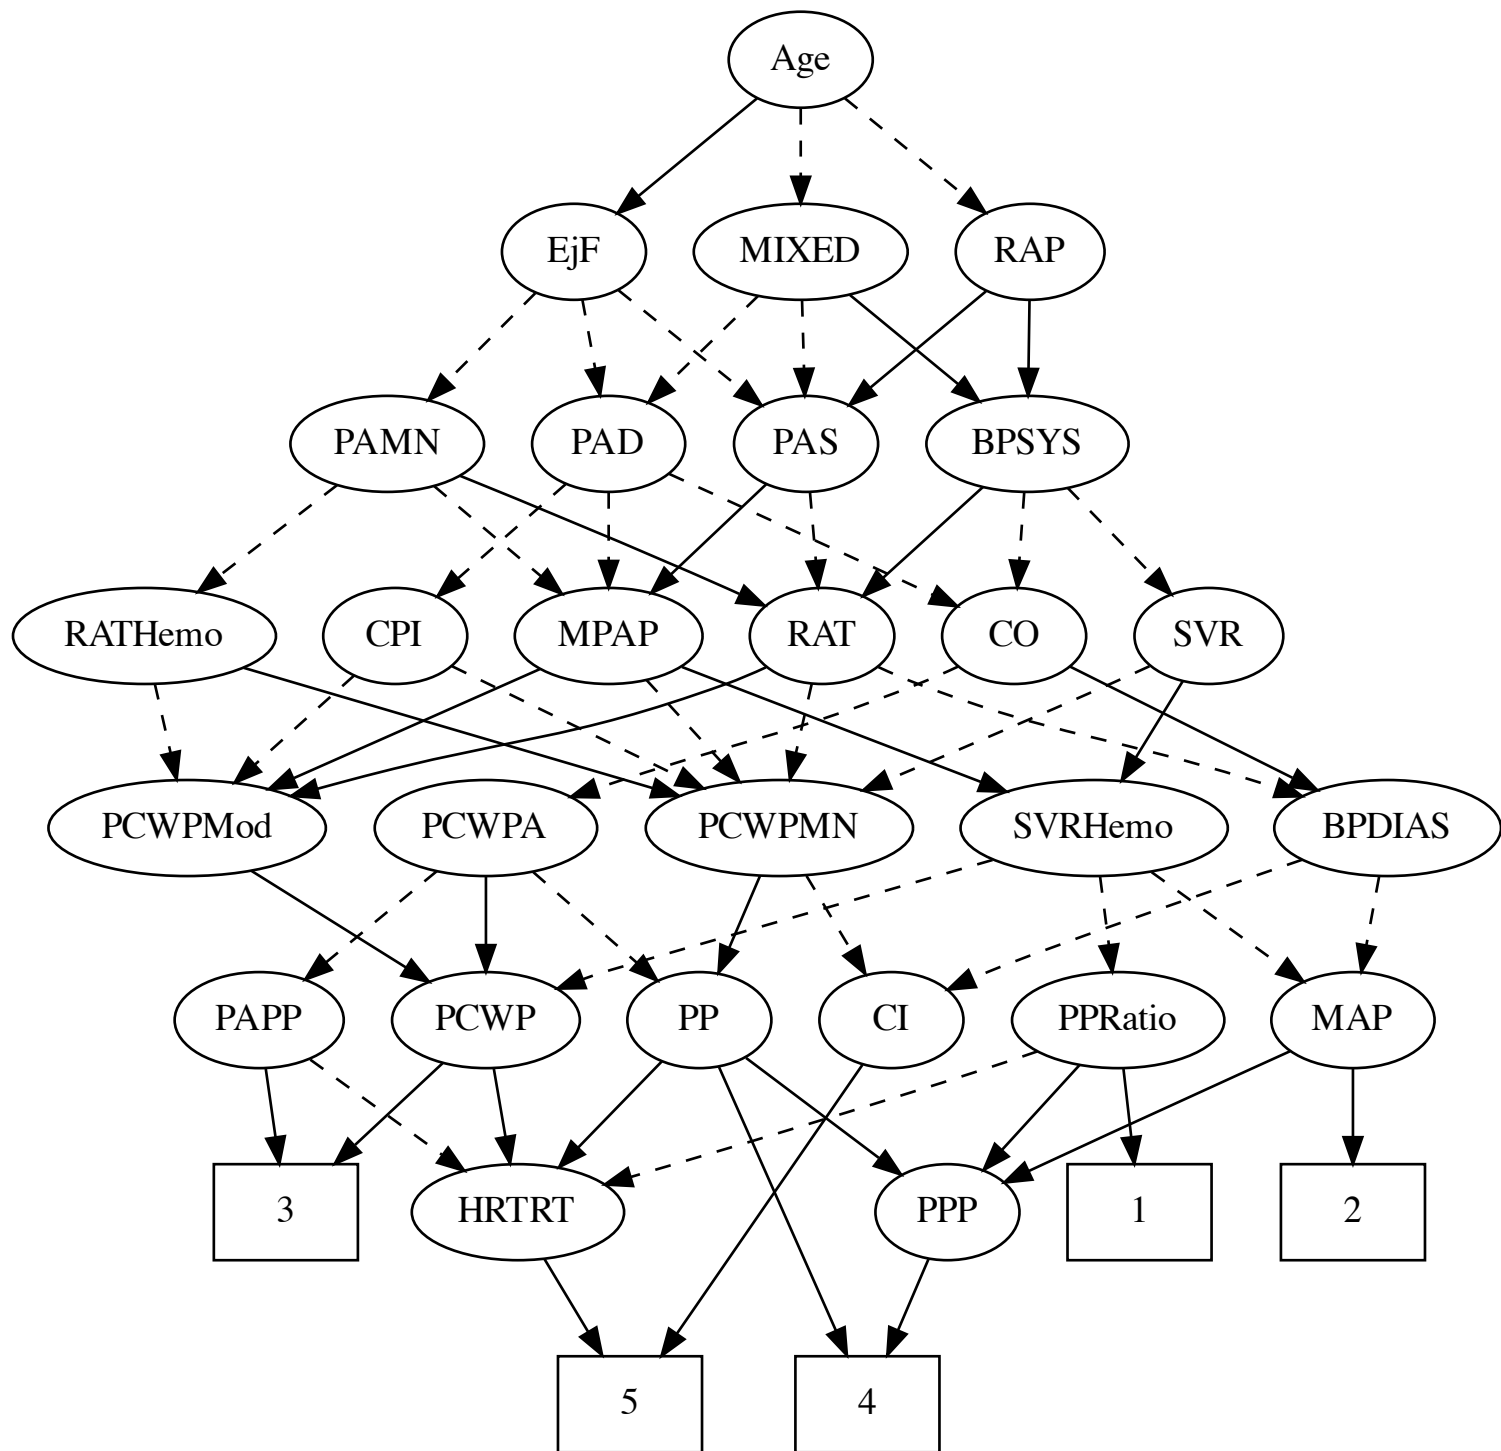 Age
EjF
MIXED
RAP
PAMN
PAD
PAS
BPSYS
RATHemo
CPI
MPAP
RAT
CO
SVR
PCWPMod
PCWPA
PCWPMN
SVRHemo
BPDIAS
PAPP
PCWP
PP
CI
PPRatio
MAP
3
HRTRT
PPP
1
2
5
4